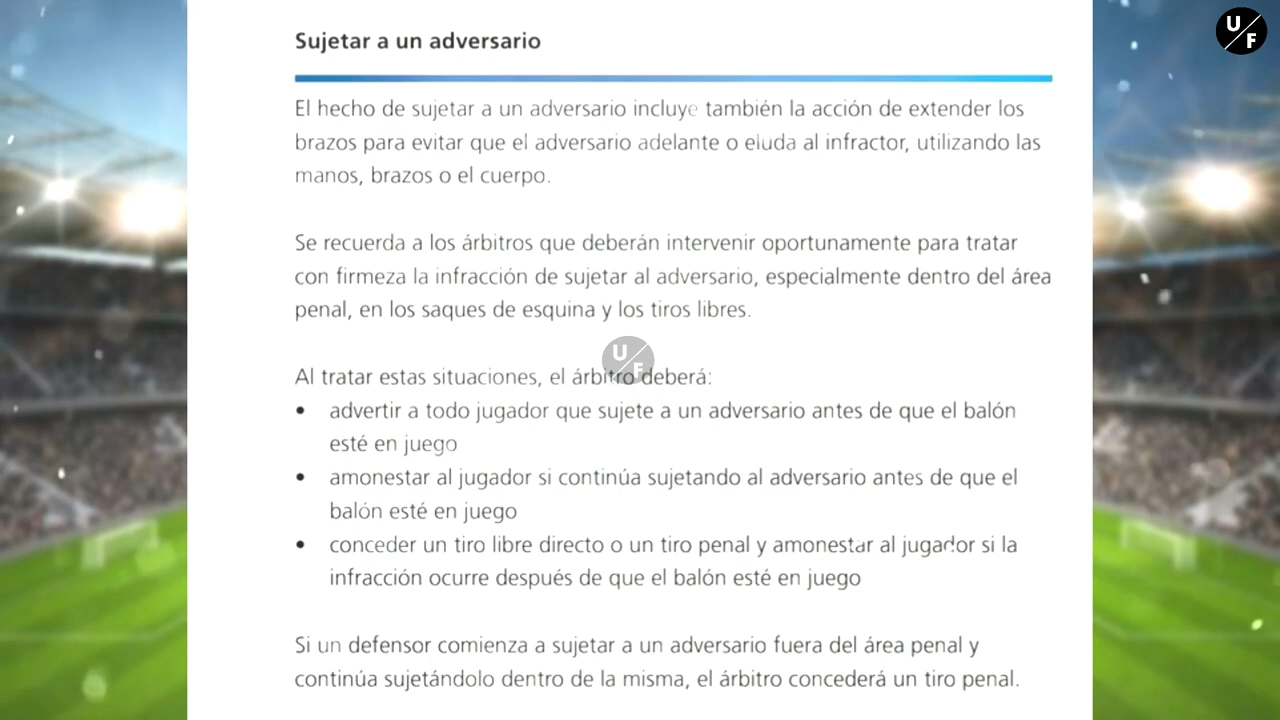 U
F
Sujetar a un adversario
El hecho de sujetar a un adversario incluye también la acción de extender los
brazos para evitar que el adversario adelante o eluda al infractor, utilizando las
manos, brazos o el cuerpo.
Se recuerda a los árbitros que deberán intervenir oportunamente para tratar
con firmeza la infracción de sujetar al adversario, especialmente dentro del área
penal, en los saques de esquina y los tiros libres.
U
F
Al tratar estas situaciones, el árbitro deberá:
• advertir a todo jugador que sujete a un adversario antes de que el balón
esté en juego
• amonestar al jugador si continúa sujetando al adversario antes de que el
balón esté en juego
• conceder un tiro libre directo o un tiro penal y amonestar al jugador si la
infracción ocurre después de que el balón esté en juego
Si un defensor comienza a sujetar a un adversario fuera del área penal y
continúa sujetándolo dentro de la misma, el árbitro concederá un tiro penal.